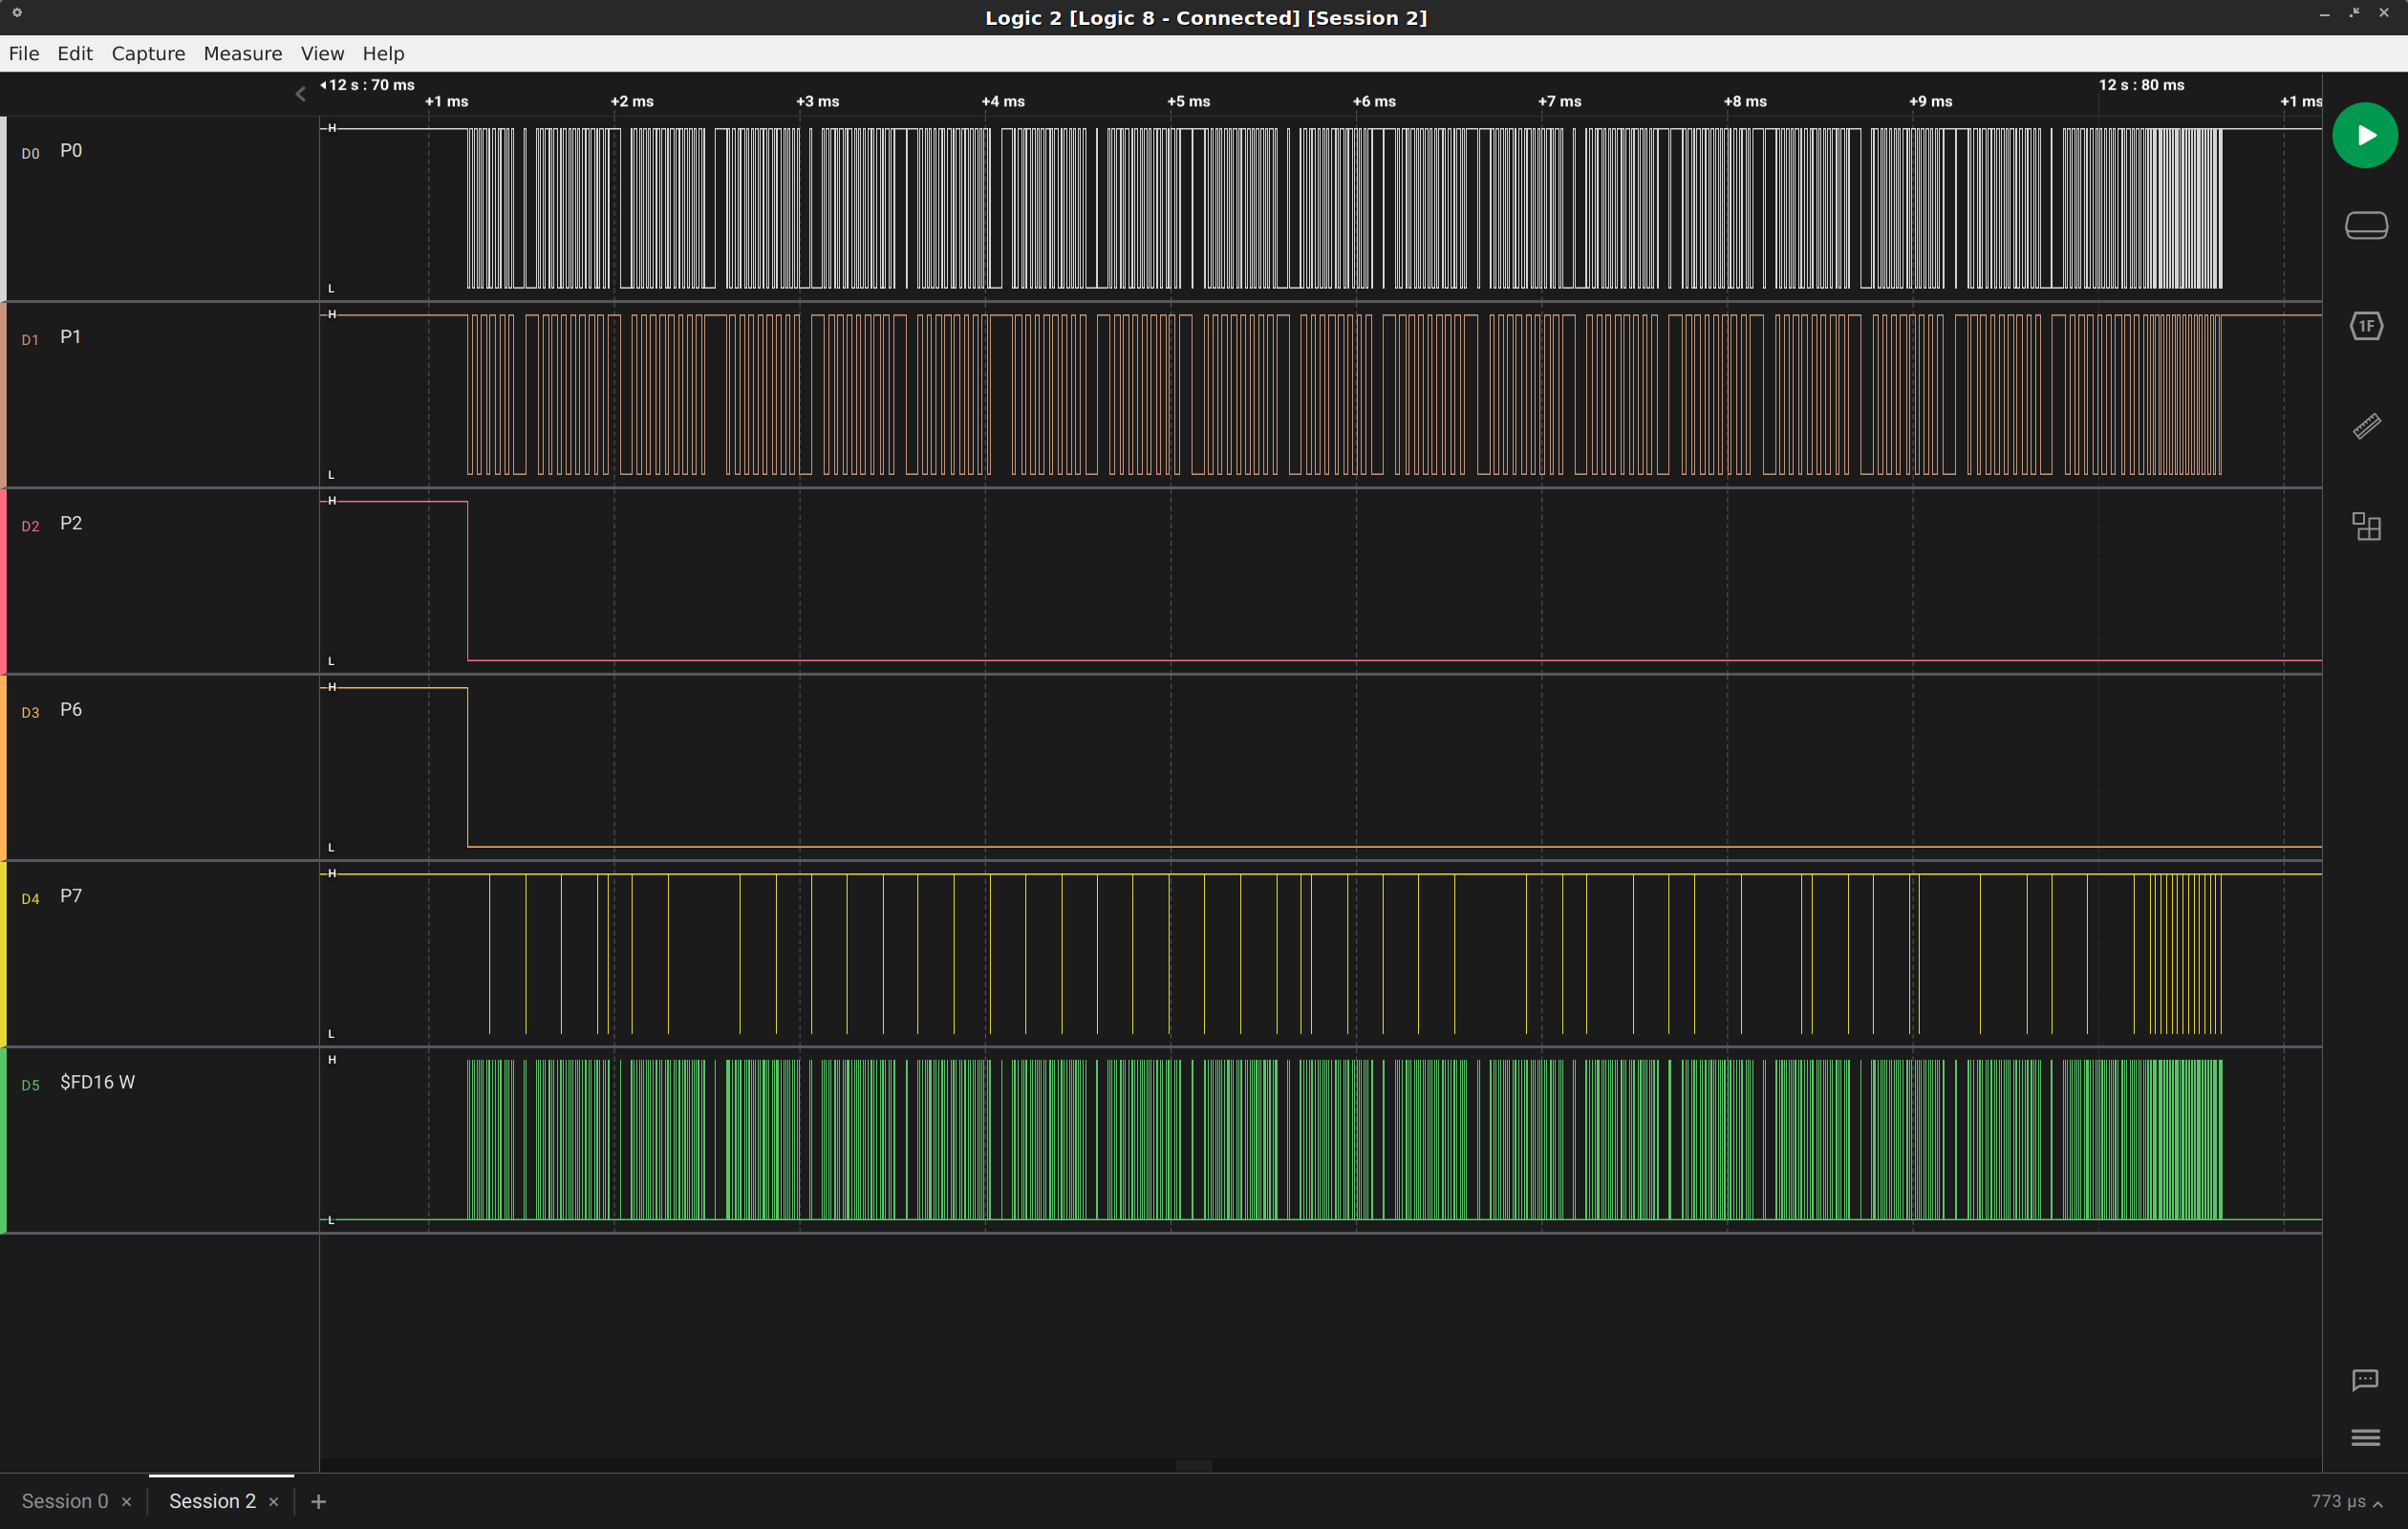 Logic 2 [Logic 8 - Connected] [Session 2]
File Edit Capture Measure View Help
12 s : 70 ms
12 s : 80 ms
+1 ms +2 ms +3 ms +4 ms +5 ms +6 ms +7 ms +8 ms +9 ms +1 ms
H
D0 P0
L
H
D1 P1
L
H
D2 P2
L
H
D3 P6
L
H
D4 P7
L
H
D5 $FD16 W
L
1F
Session 0 × Session 2 × +
773 µs